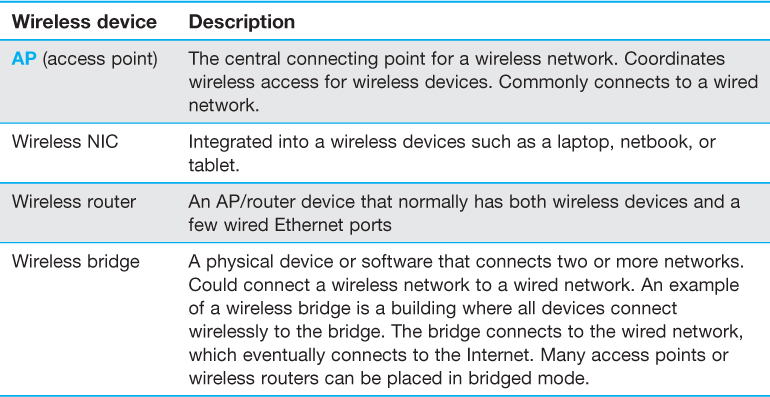 Wireless device Description
AP (access point) The central connecting point for a wireless network. Coordinates
wireless access for wireless devices. Commonly connects to a wired
network.
Wireless NIC Integrated into a wireless devices such as a laptop, netbook, or
tablet.
Wireless router An AP/router device that normally has both wireless devices and a
few wired Ethernet ports
Wireless bridge A physical device or software that connects two or more networks.
Could connect a wireless network to a wired network. An example
of a wireless bridge is a building where all devices connect
wirelessly to the bridge. The bridge connects to the wired network,
which eventually connects to the Internet. Many access points or
wireless routers can be placed in bridged mode.